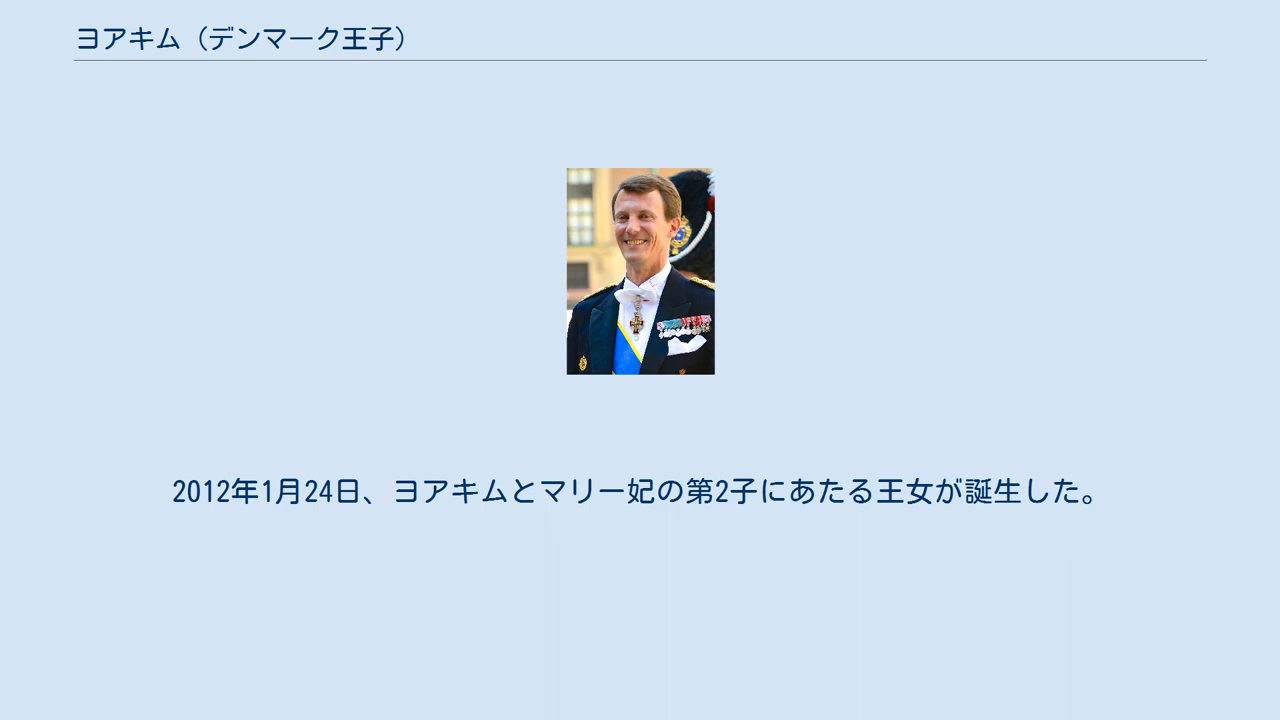 ヨアキム（デンマーク王子）
2012年1月24日、ヨアキムとマリー妃の第2子にあたる王女が誕生した。